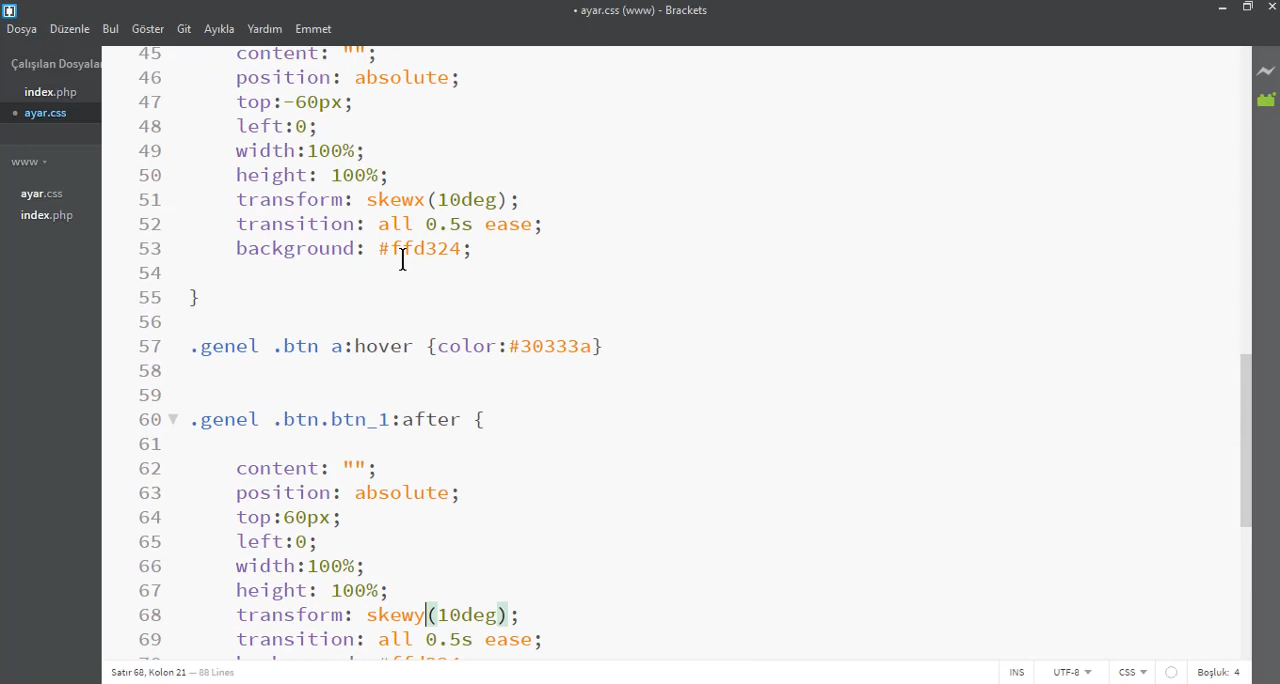 • ayar.css (www) - Brackets
Dosya Düzenle Bul Göster Git Ayıkla Yardım Emmet
Çalışılan Dosyalar
index.php
• ayar.css
www
ayar.css
index.php
45 content: "";
46 position: absolute;
47 top:-60px;
48 left:0;
49 width:100%;
50 height: 100%;
51 transform: skewx(10deg);
52 transition: all 0.5s ease;
53 background: #ffd324;
54
55 }
56
57 .genel .btn a:hover {color:#30333a}
58
59
60 .genel .btn.btn_1:after {
61
62 content: "";
63 position: absolute;
64 top:60px;
65 left:0;
66 width:100%;
67 height: 100%;
68 transform: skewy(10deg);
69 transition: all 0.5s ease;
Satır 68, Kolon 21 — 88 Lines INS UTF-8 CSS Boşluk: 4